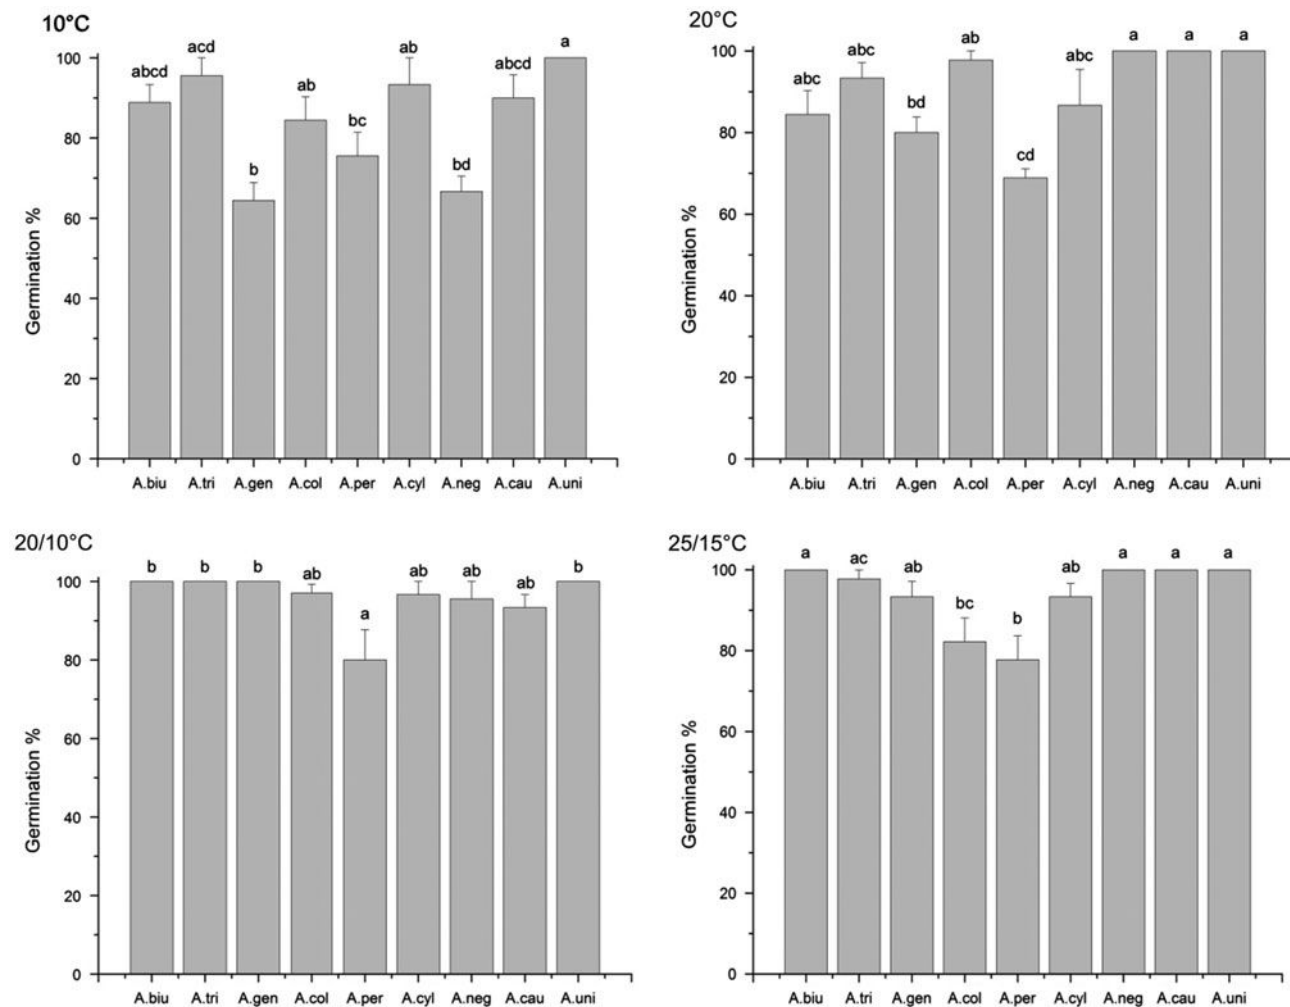 10°C
acd
ab
a
abcd
abcd
ab
bc
b
bd
100
80
60
40
20
0
Germination %
A.biu A.tri A.gen A.col A.per A.cyl A.neg A.cau A.uni
20°C
ab
a a a
abc
abc
abc
bd
cd
100
80
60
40
20
0
Germination %
A.biu A.tri A.gen A.col A.per A.cyl A.neg A.cau A.uni
20/10°C
b b b ab a ab ab ab b
100
80
60
40
20
0
Germination %
A.biu A.tri A.gen A.col A.per A.cyl A.neg A.cau A.uni
25/15°C
a ac ab bc b ab a a a
100
80
60
40
20
0
Germination %
A.biu A.tri A.gen A.col A.per A.cyl A.neg A.cau A.uni